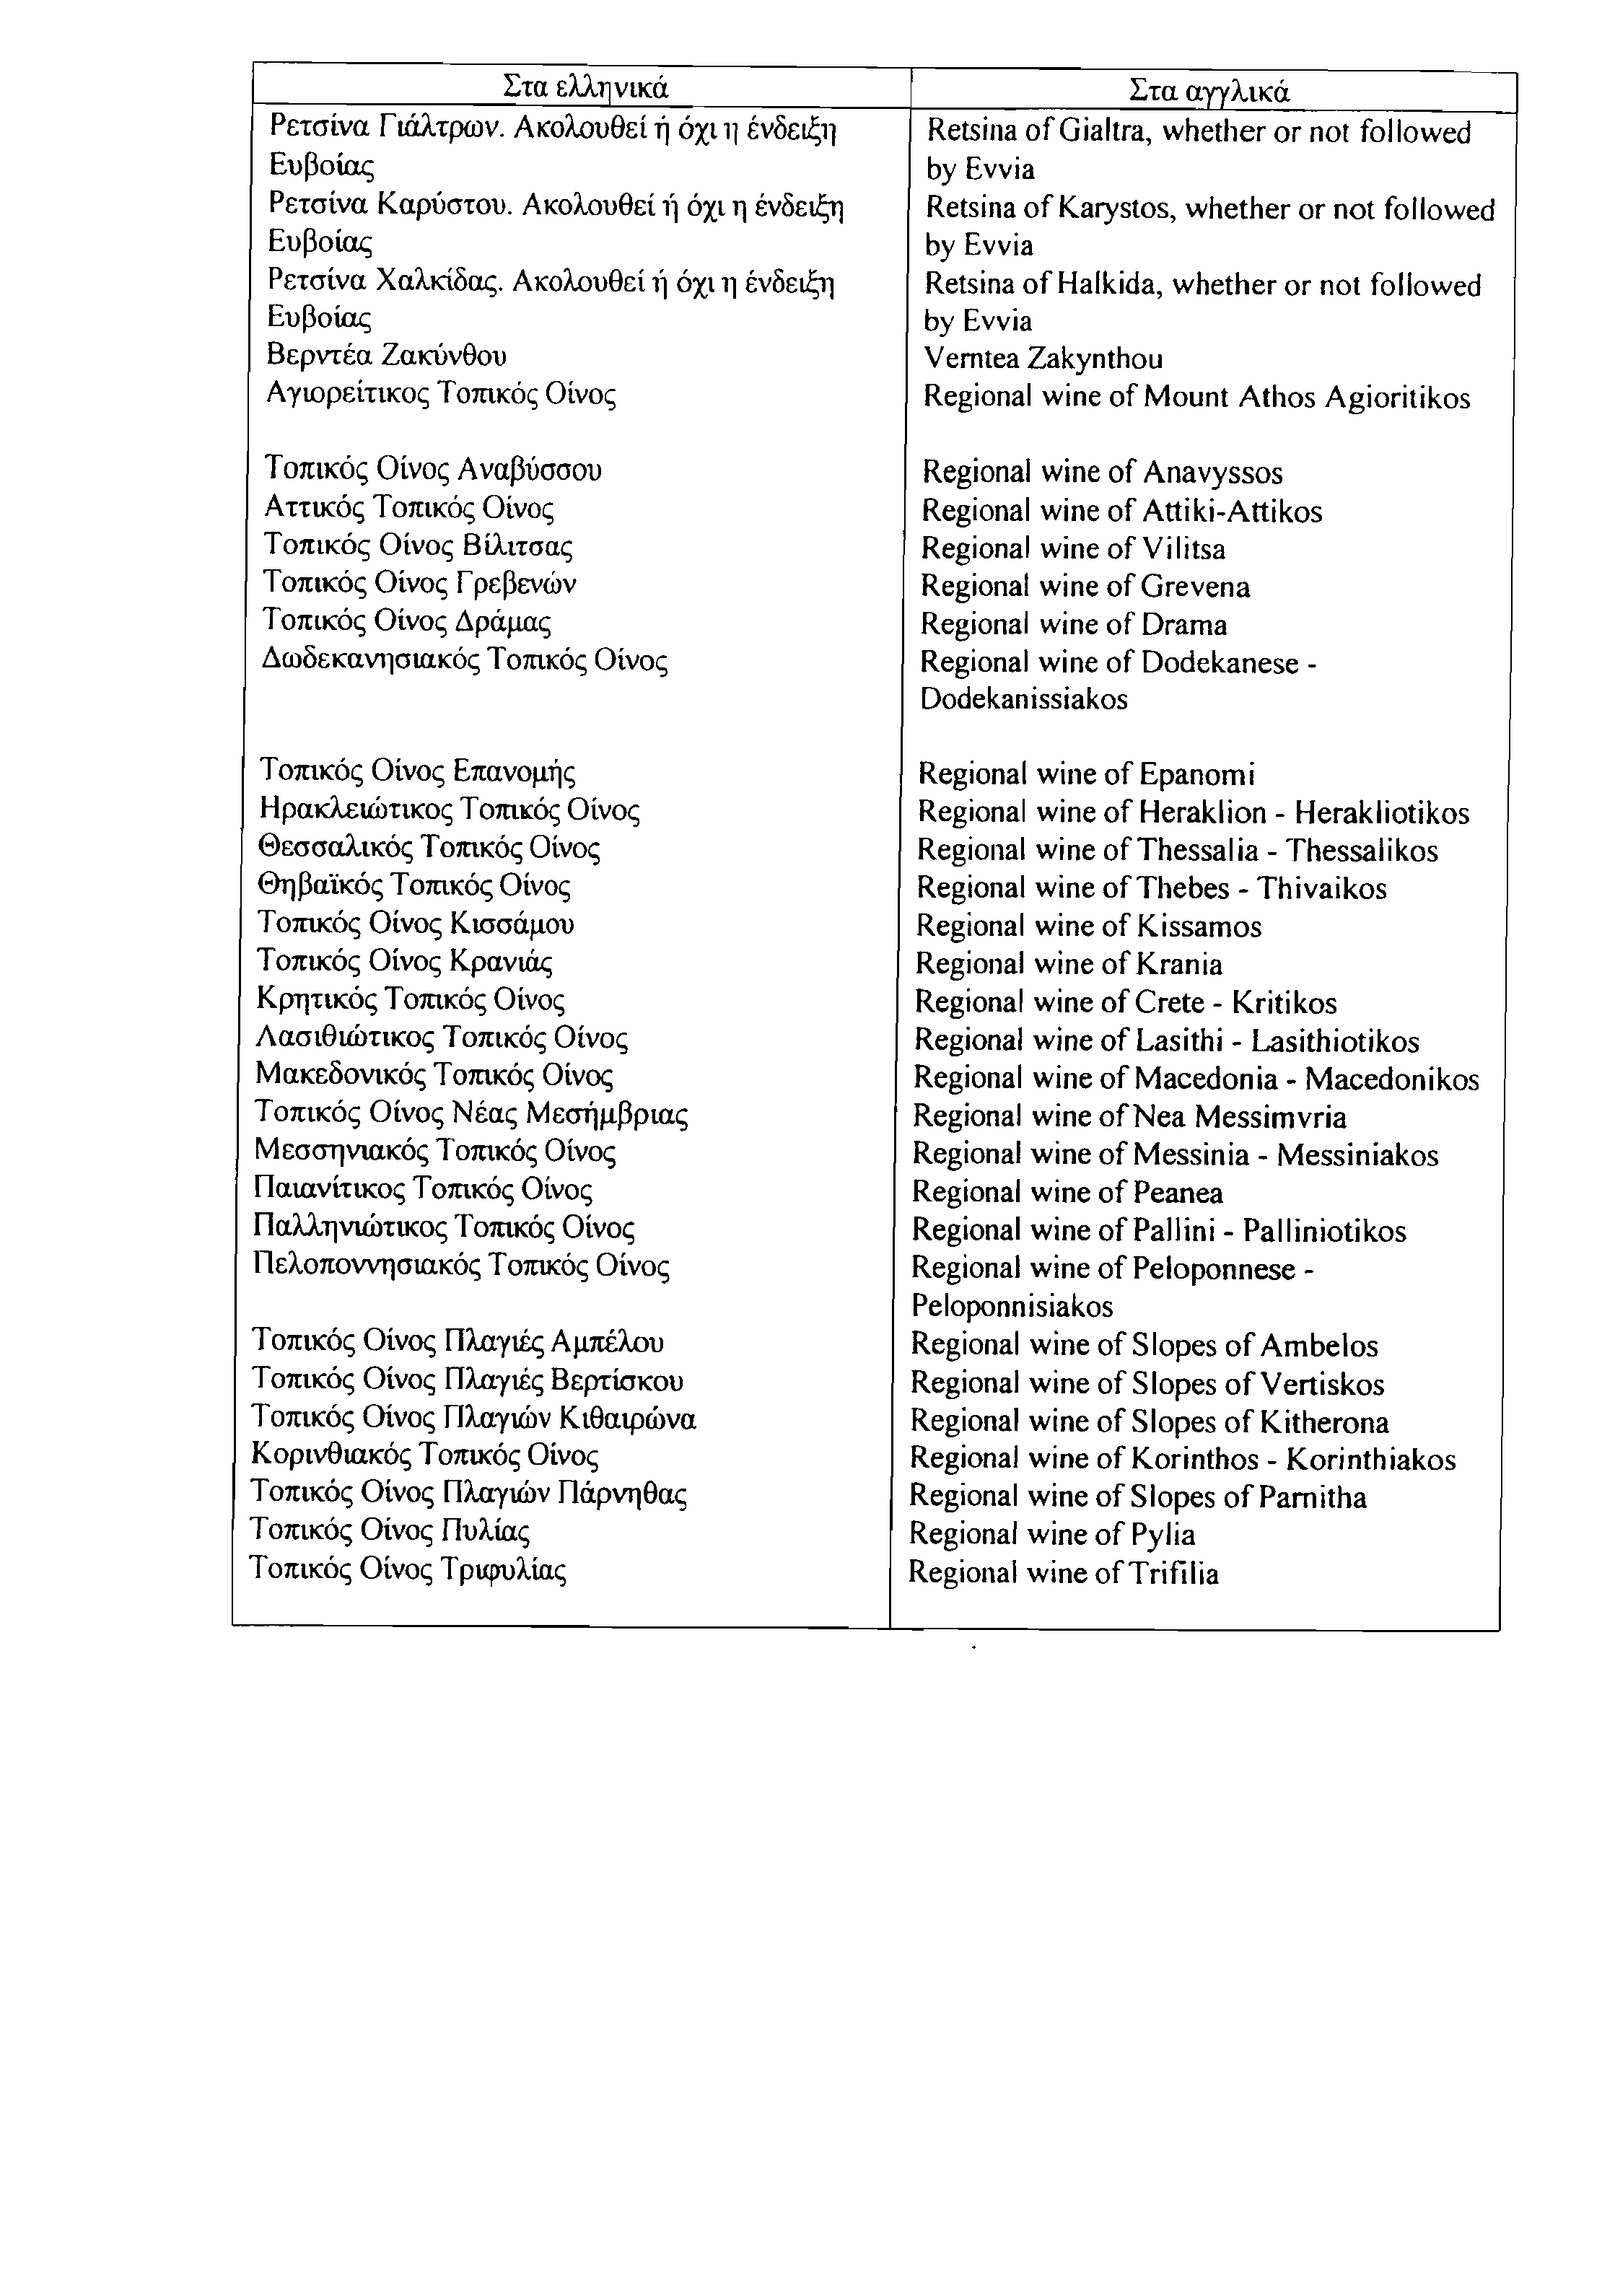 Στα ελληνικά
Στα αγγλικά
Ρετσίνα Γιάλτρων. Ακολουθεί ή όχι η ένδειξη
Ευβοίας
Retsina of Gialtra, whether or not followed
by Evvia
Ρετσίνα Καρύστου. Ακολουθεί ή όχι η ένδειξη
Ευβοίας
Retsina of Karystos, whether or not followed
by Evvia
Ρετσίνα Χαλκίδας. Ακολουθεί ή όχι η ένδειξη
Ευβοίας
Retsina of Halkida, whether or not followed
by Evvia
Βερντέα Ζακύνθου
Verntea Zakynthou
Αγιορείτικος Τοπικός Οίνος
Regional wine of Mount Athos Agioritikos
Τοπικός Οίνος Αναβύσσου
Regional wine of Anavyssos
Αττικός Τοπικός Οίνος
Regional wine of Attiki-Attikos
Τοπικός Οίνος Βίλιτσας
Regional wine of Vilitsa
Τοπικός Οίνος Γρεβενών
Regional wine of Grevena
Τοπικός Οίνος Δράμας
Regional wine of Drama
Δωδεκανησιακός Τοπικός Οίνος
Regional wine of Dodekanese -
Dodekanissiakos
Τοπικός Οίνος Επανομής
Regional wine of Epanomi
Ηρακλειώτικος Τοπικός Οίνος
Regional wine of Heraklion - Herakliotikos
Θεσσαλικός Τοπικός Οίνος
Regional wine of Thessalia - Thessalikos
Θηβαϊκός Τοπικός Οίνος
Regional wine of Thebes - Thivaikos
Τοπικός Οίνος Κισσάμου
Regional wine of Kissamos
Τοπικός Οίνος Κρανιάς
Regional wine of Krania
Κρητικός Τοπικός Οίνος
Regional wine of Crete - Kritikos
Λασιθιώτικος Τοπικός Οίνος
Regional wine of Lasithi - Lasithiotikos
Μακεδονικός Τοπικός Οίνος
Regional wine of Macedonia - Macedonikos
Τοπικός Οίνος Νέας Μεσήμβριας
Regional wine of Nea Messimvria
Μεσσηνιακός Τοπικός Οίνος
Regional wine of Messinia - Messiniakos
Παιανίτικος Τοπικός Οίνος
Regional wine of Peanea
Παλληνιώτικος Τοπικός Οίνος
Regional wine of Pallini - Palliniotikos
Πελοποννησιακός Τοπικός Οίνος
Regional wine of Peloponnese -
Peloponnisiakos
Τοπικός Οίνος Πλαγιές Αμπέλου
Regional wine of Slopes of Ambelos
Τοπικός Οίνος Πλαγιές Βερτίσκου
Regional wine of Slopes of Vertiskos
Τοπικός Οίνος Πλαγιών Κιθαιρώνα
Regional wine of Slopes of Kitherona
Κορινθιακός Τοπικός Οίνος
Regional wine of Korinthos - Korinthiakos
Τοπικός Οίνος Πλαγιών Πάρνηθας
Regional wine of Slopes of Parnitha
Τοπικός Οίνος Πυλίας
Regional wine of Pylia
Τοπικός Οίνος Τριφυλίας
Regional wine of Trifilia